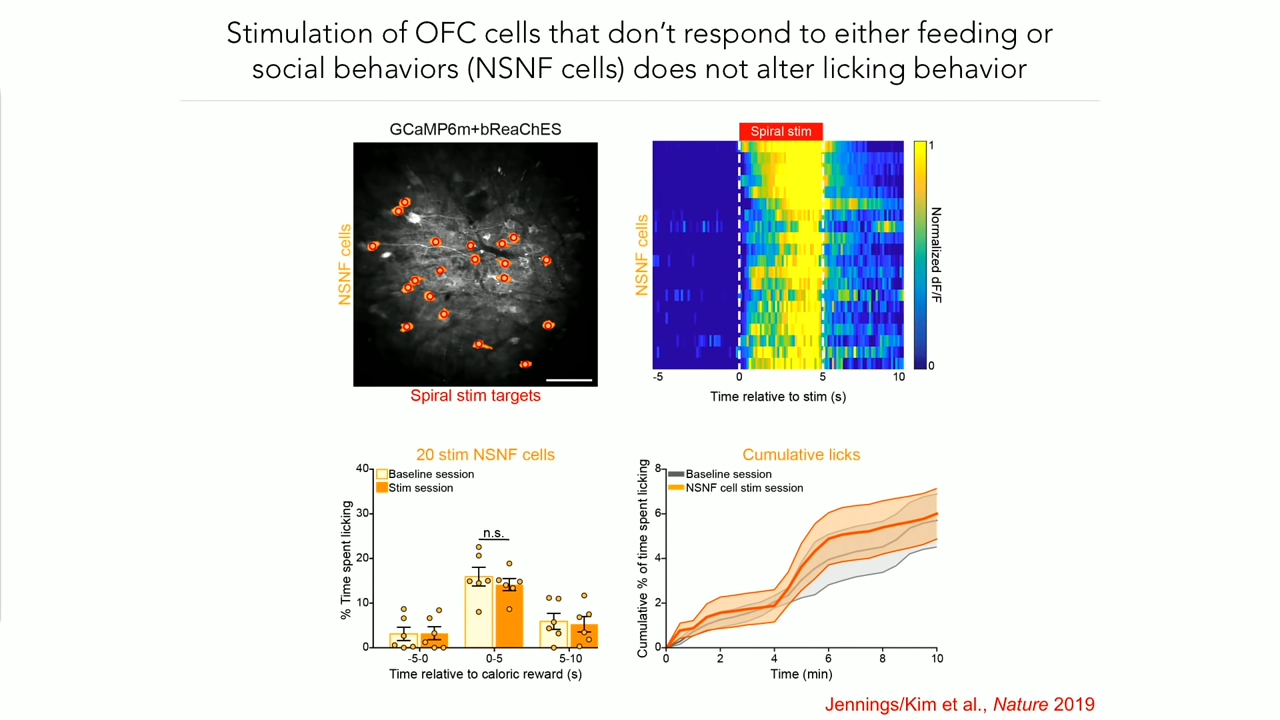 Stimulation of OFC cells that don't respond to either feeding or
social behaviors (NSNF cells) does not alter licking behavior
GCaMP6m+bReaChES
NSNF cells
Spiral stim targets
Spiral stim
NSNF cells
1
0
Normalized dF/F
-5
0
5
10
Time relative to stim (s)
20 stim NSNF cells
Baseline session
Stim session
n.s.
40
30
20
10
0
% Time spent licking
-5-0
0-5
5-10
Time relative to caloric reward (s)
Cumulative licks
Baseline session
NSNF cell stim session
8
6
4
2
0
Cumulative % of time spent licking
0
2
4
6
8
10
Time (min)
Jennings/Kim et al., Nature 2019